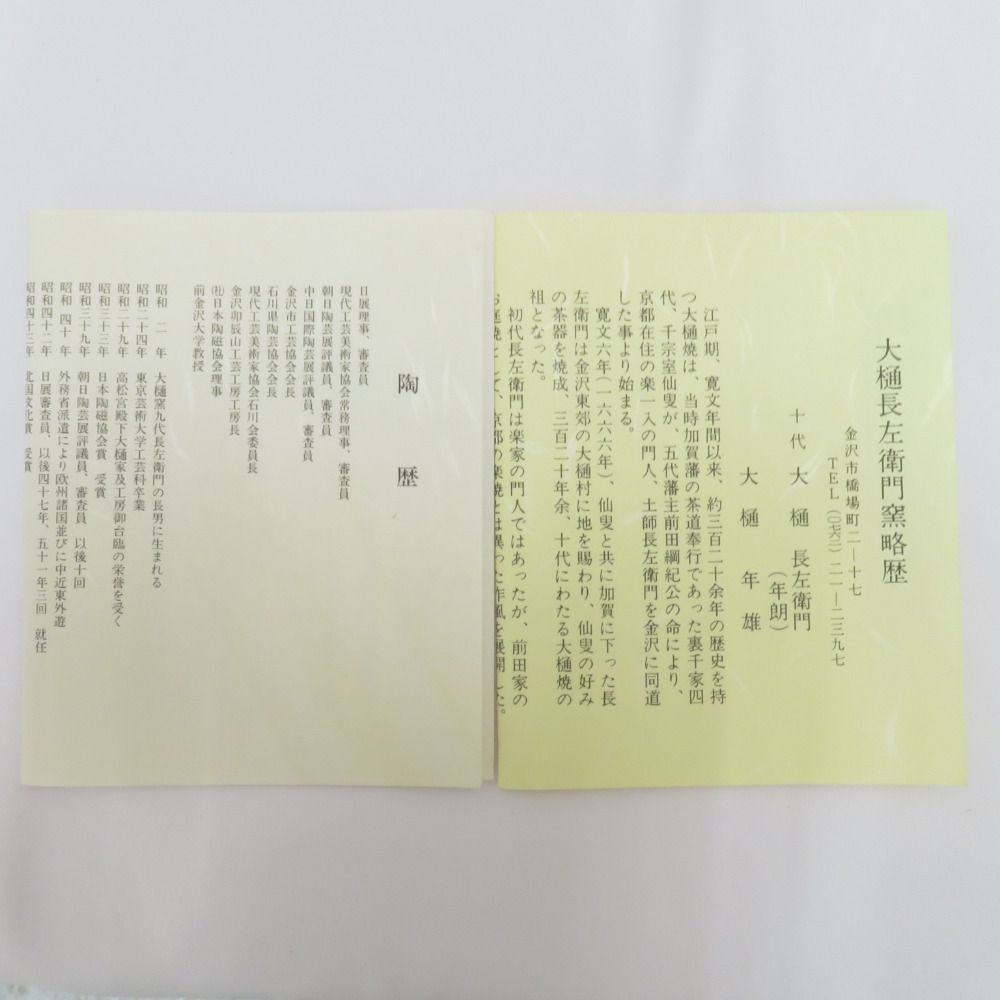 大樋長左衛門窯略歴
金沢市橋場町二―十七
TEL(〇七六二)二一―二三九七
十代 大樋 長左衛門
(年朗)
大樋 年雄
江戸期、寛文年間以来、約三百二十余年の歴史を持
つ大樋焼は、当時加賀藩の茶道奉行であった裏千家四
代、千宗室仙叟が、五代藩主前田綱紀公の命により、
京都在住の楽一入の門人、土師長左衛門を金沢に同道
した事より始まる。
寛文六年(一六六六年)、仙叟と共に加賀に下った長
左衛門は金沢東郊の大樋村に地を賜わり、仙叟の好み
の茶器を焼成、三百二十年余、十代にわたる大樋焼の
祖となった。
初代長左衛門は楽家の門人ではあったが、前田家の
お庭焼として、京都の楽焼とは異った作風を展開した。
陶歴
日展理事、審査員
現代工芸美術家協会常務理事、審査員
朝日陶芸展評議員、審査員
中日国際陶芸展評議員、審査員
金沢市工芸協会会長
石川県陶芸協会会長
現代工芸美術家協会石川会委員長
金沢卯辰山工芸工房工房長
㈳日本陶磁協会理事
前金沢大学教授
昭和 二 年 大樋窯九代長左衛門の長男に生まれる
昭和二十四年 東京芸術大学工芸科卒業
昭和二十九年 高松宮殿下大樋家及工房御台臨の栄誉を受く
昭和三十三年 日本陶磁協会賞 受賞
昭和三十九年 朝日陶芸展評議員、審査員 以後十回
昭和 四十 年 外務省派遣により欧州諸国並びに中近東外遊
昭和四十二年 日展審査員、以後四十七年、五十一年三回 就任
昭和四十三年 北国文化賞 受賞